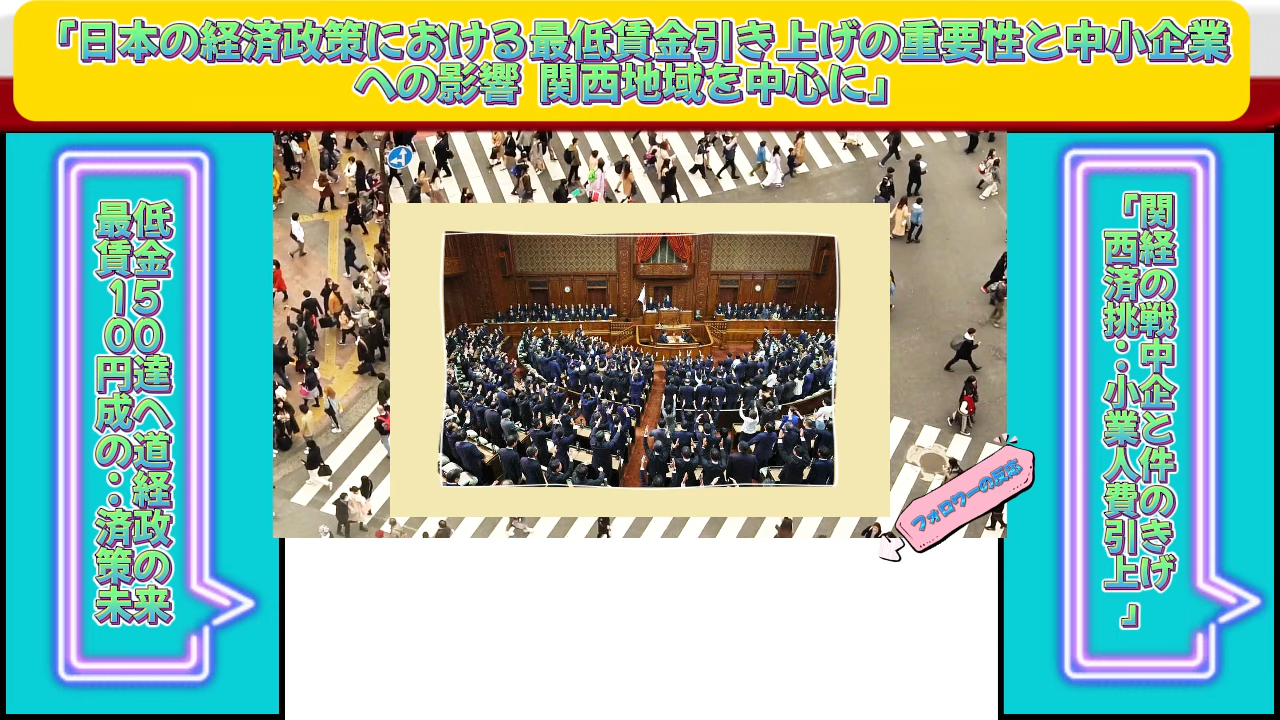 「日本の経済政策における最低賃金引き上げの重要性と中小企業
への影響 関西地域を中心に」
最低
賃金
15
00
円達
成へ
の道
：経
済政
策の
未来
「関
西経
済の
挑戦
：中
小企
業と
人件
費の
引き
上げ
」
フォロワーの反応